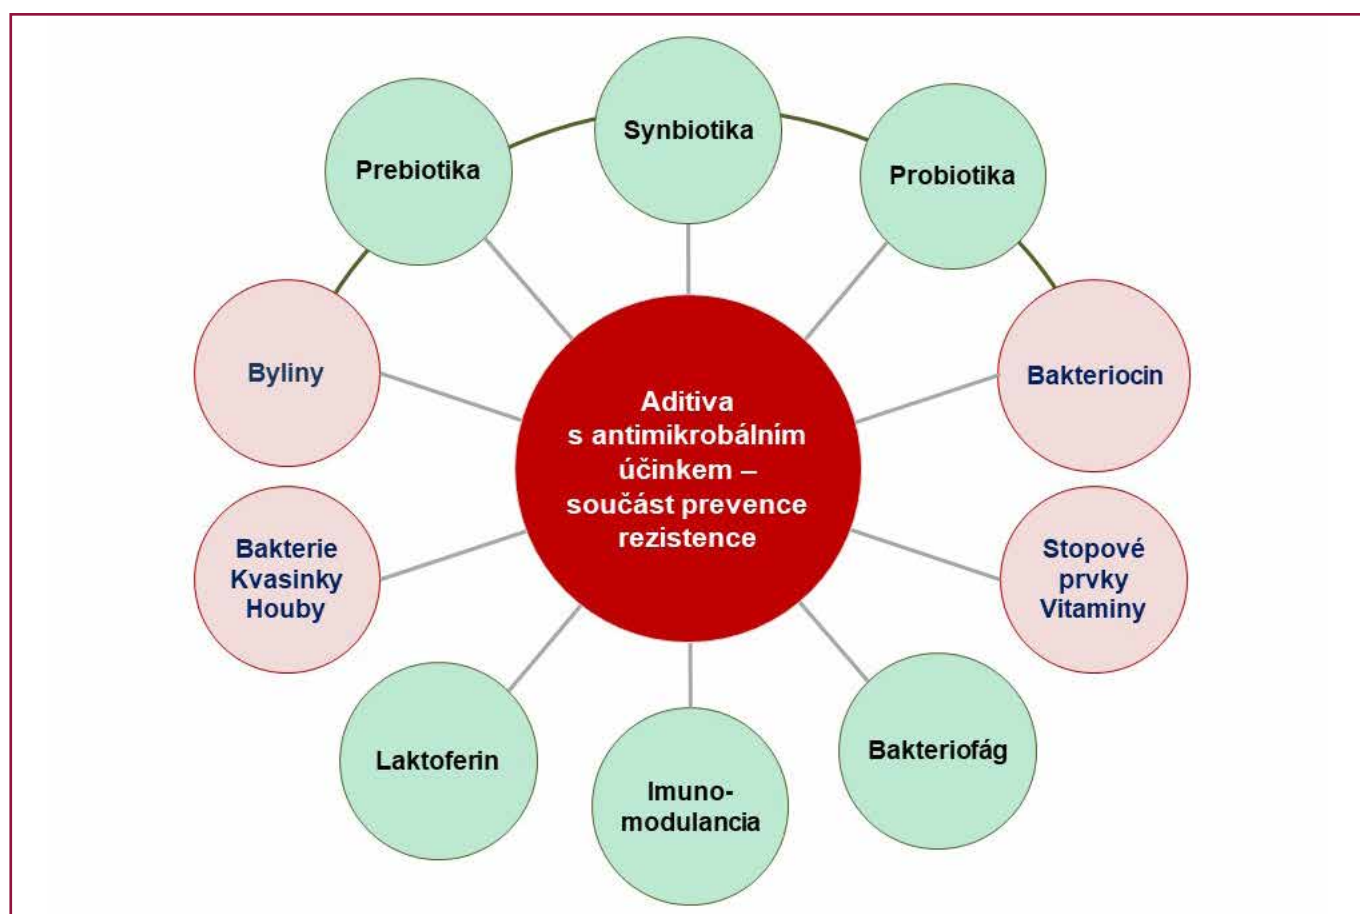 Synbiotika
Prebiotika
Probiotika
Byliny
Bakteriocin
Aditiva
s antimikrobálním
účinkem –
součást prevence
rezistence
Bakterie
Kvasinky
Houby
Stopové
prvky
Vitaminy
Laktoferin
Imuno-
modulancia
Bakteriofág